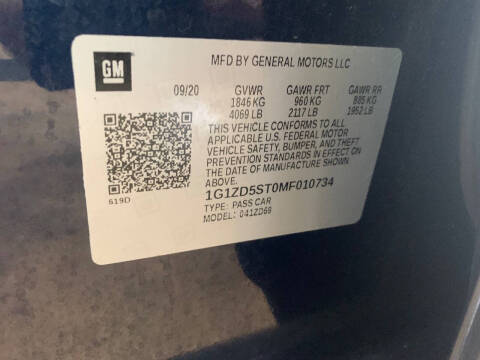 GM
MFD BY GENERAL MOTORS LLC
09/20 GVWR GAWR FRT GAWR RR
1846 KG 960 KG 885 KG
4069 LB 2117 LB 1952 LB
THIS VEHICLE CONFORMS TO ALL
APPLICABLE U.S. FEDERAL MOTOR
VEHICLE SAFETY, BUMPER, AND THEFT
PREVENTION STANDARDS IN EFFECT ON
THE DATE OF MANUFACTURE SHOWN
ABOVE.
619D
1G1ZD5ST0MF010734
TYPE: PASS CAR
MODEL: 041ZD69